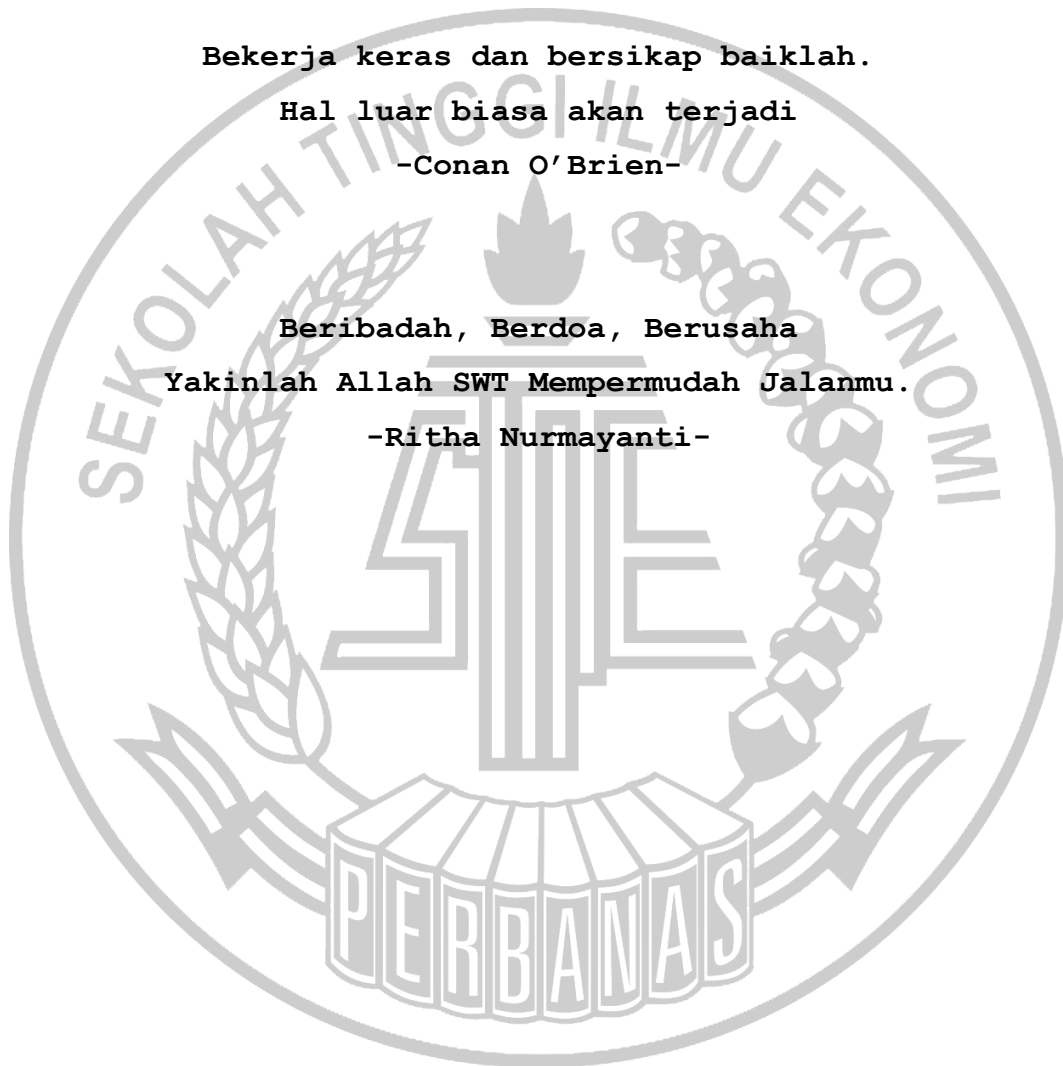 Bekerja keras dan bersikap baiklah.
Hal luar biasa akan terjadi
-Conan O’Brien-
Beribadah, Berdoa, Berusaha
Yakinlah Allah SWT Mempermudah Jalanmu.
-Ritha Nurmayanti-
SEKOLAH TINGGI ILMU EKONOMI
STIE
PERBANAS